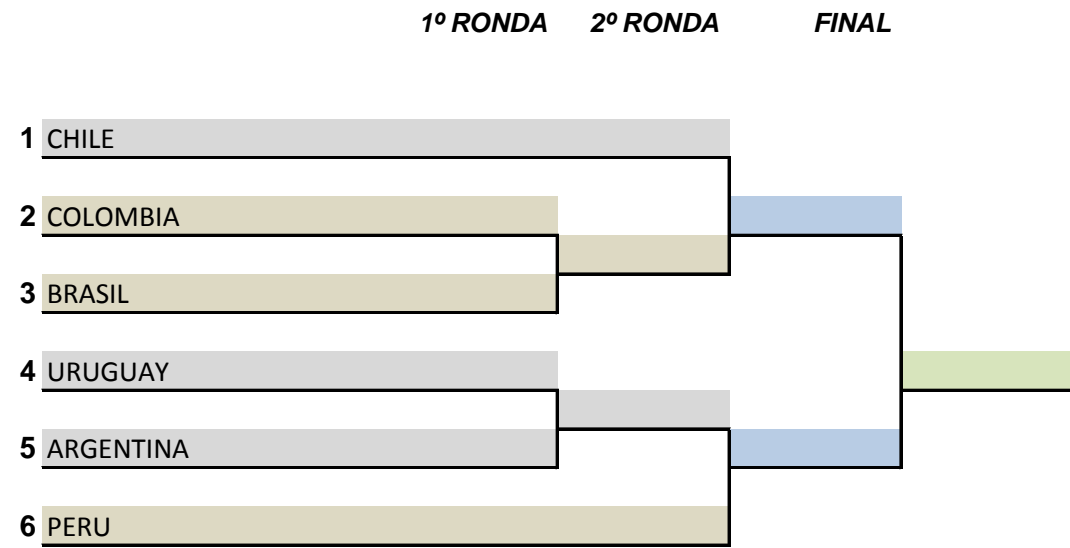 1º RONDA 2º RONDA FINAL
1 CHILE
2 COLOMBIA
3 BRASIL
4 URUGUAY
5 ARGENTINA
6 PERU